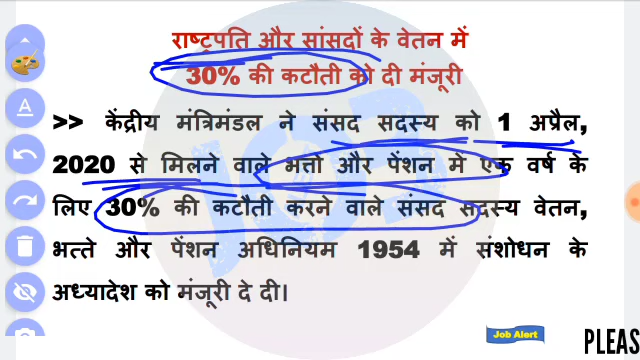 राष्ट्रपति और सांसदों के वेतन में
30% की कटौती को दी मंजूरी
>> केंद्रीय मंत्रिमंडल ने संसद सदस्य को 1 अप्रैल,
2020 से मिलने वाले भत्तो और पेंशन में एक वर्ष के
लिए 30% की कटौती करने वाले संसद सदस्य वेतन,
भत्ते और पेंशन अधिनियम 1954 में संशोधन के
अध्यादेश को मंजूरी दे दी।
Job Alert
PLEAS